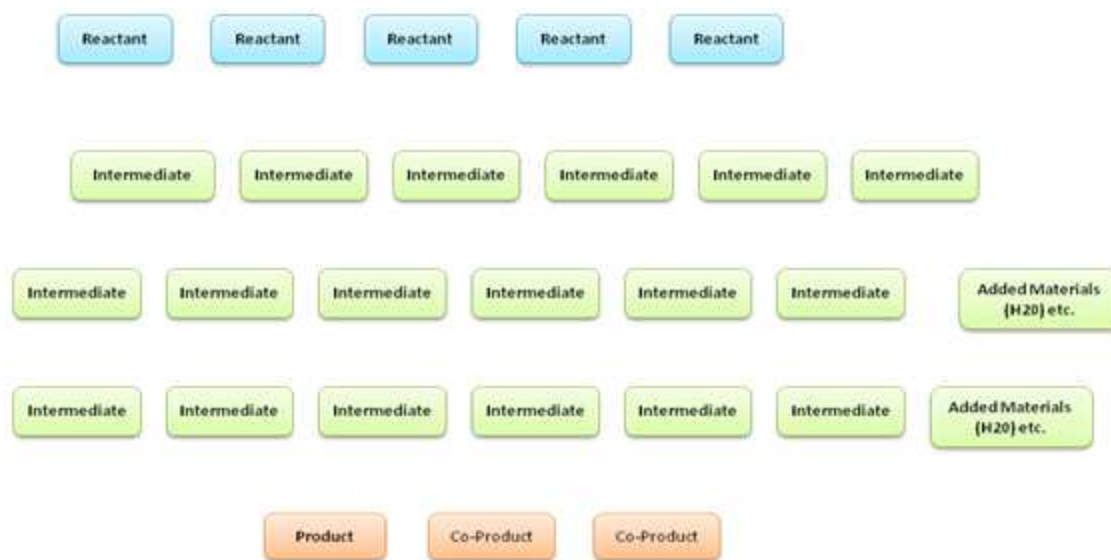 Reactant Reactant Reactant Reactant Reactant
Intermediate Intermediate Intermediate Intermediate Intermediate Intermediate
Intermediate Intermediate Intermediate Intermediate Intermediate Intermediate Added Materials
(H20) etc.
Intermediate Intermediate Intermediate Intermediate Intermediate Intermediate Added Materials
(H20) etc.
Product Co-Product Co-Product